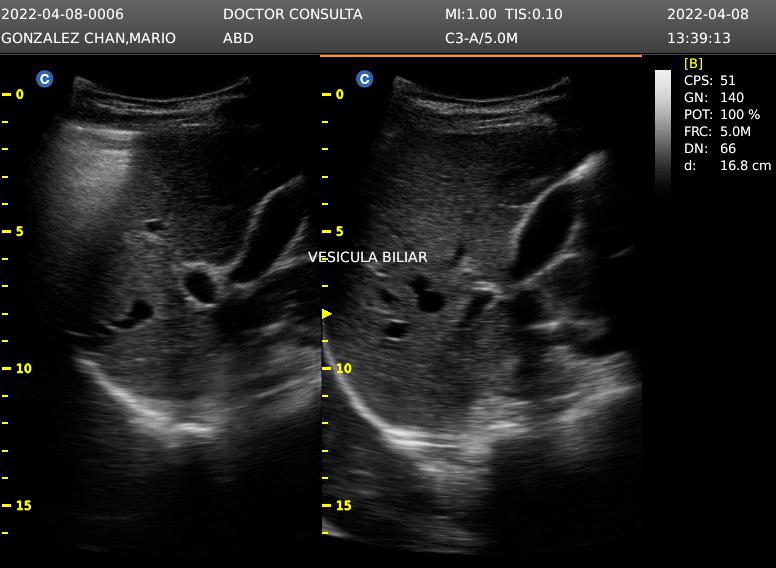 2022-04-08-0006 DOCTOR CONSULTA MI:1.00 TIS:0.10 2022-04-08
GONZALEZ CHAN,MARIO ABD C3-A/5.0M 13:39:13
[B]
CPS: 51
GN: 140
POT: 100 %
FRC: 5.0M
DN: 66
d: 16.8 cm
C
C
0
0
5
5
VESICULA BILIAR
10
10
15
15